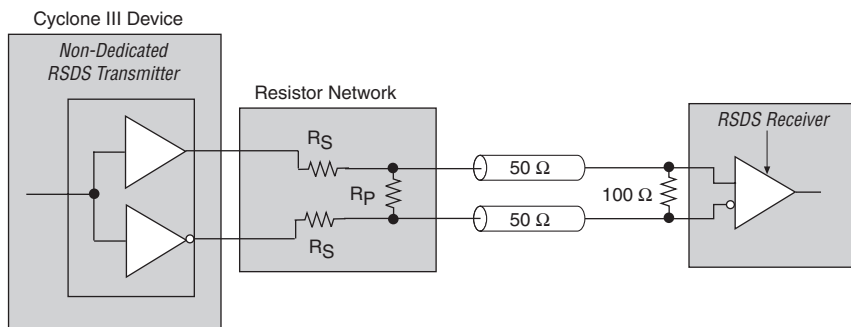 Cyclone III Device
Non-Dedicated
RSDS Transmitter
Resistor Network
RSDS Receiver
RS
50 Ω
RP
100 Ω
50 Ω
RS